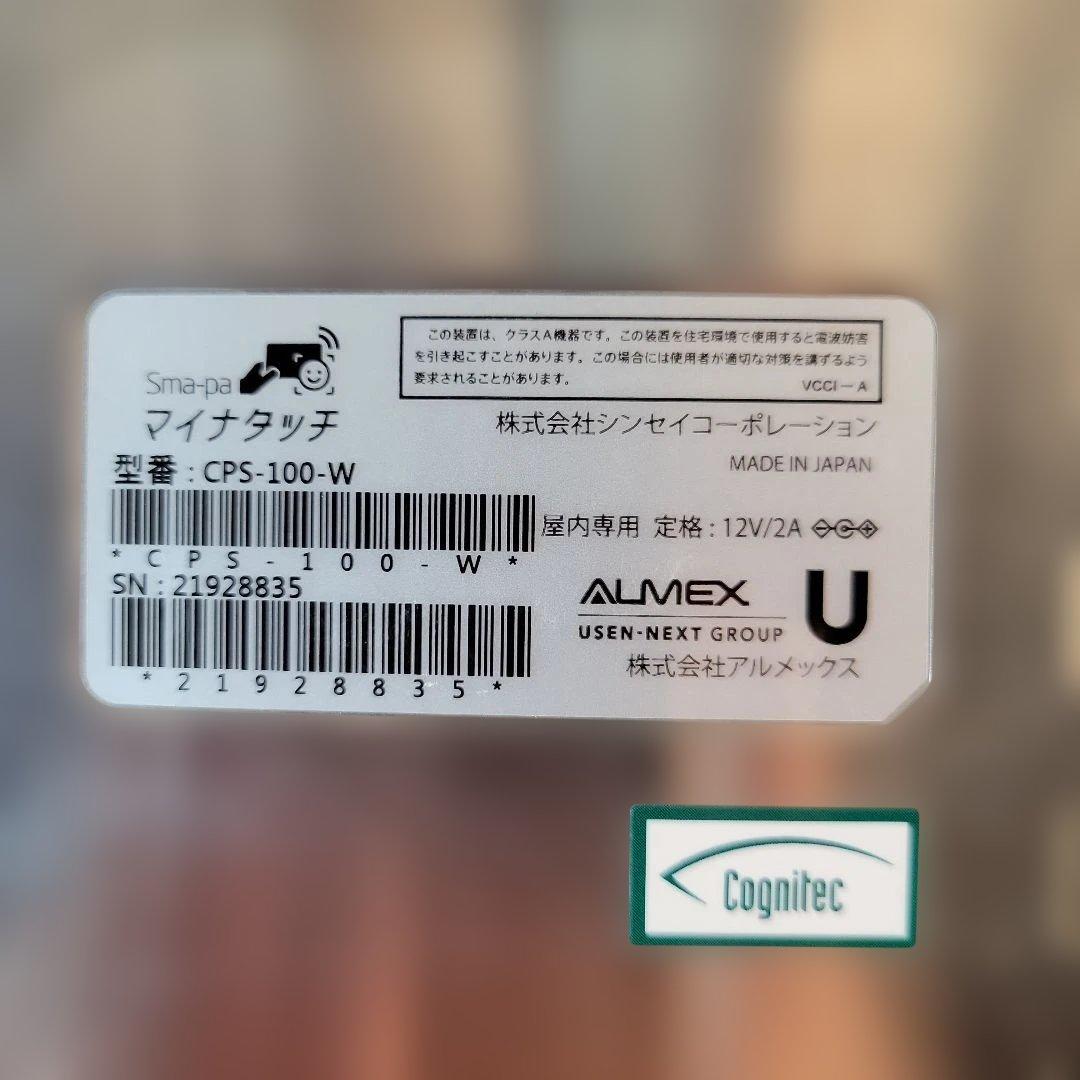 Sma-pa
マイナタッチ
この装置は、クラスA機器です。この装置を住宅環境で使用すると電波妨害
を引き起こすことがあります。この場合には使用者が適切な対策を講ずるよう
要求されることがあります。
VCCI-A
株式会社シンセイコーポレーション
MADE IN JAPAN
型番 : CPS-100-W
*CPS-100-W*
屋内専用 定格 : 12V/2A
SN : 21928835
*21928835*
ALMEX
USEN-NEXT GROUP
U
株式会社アルメックス
Cognitec